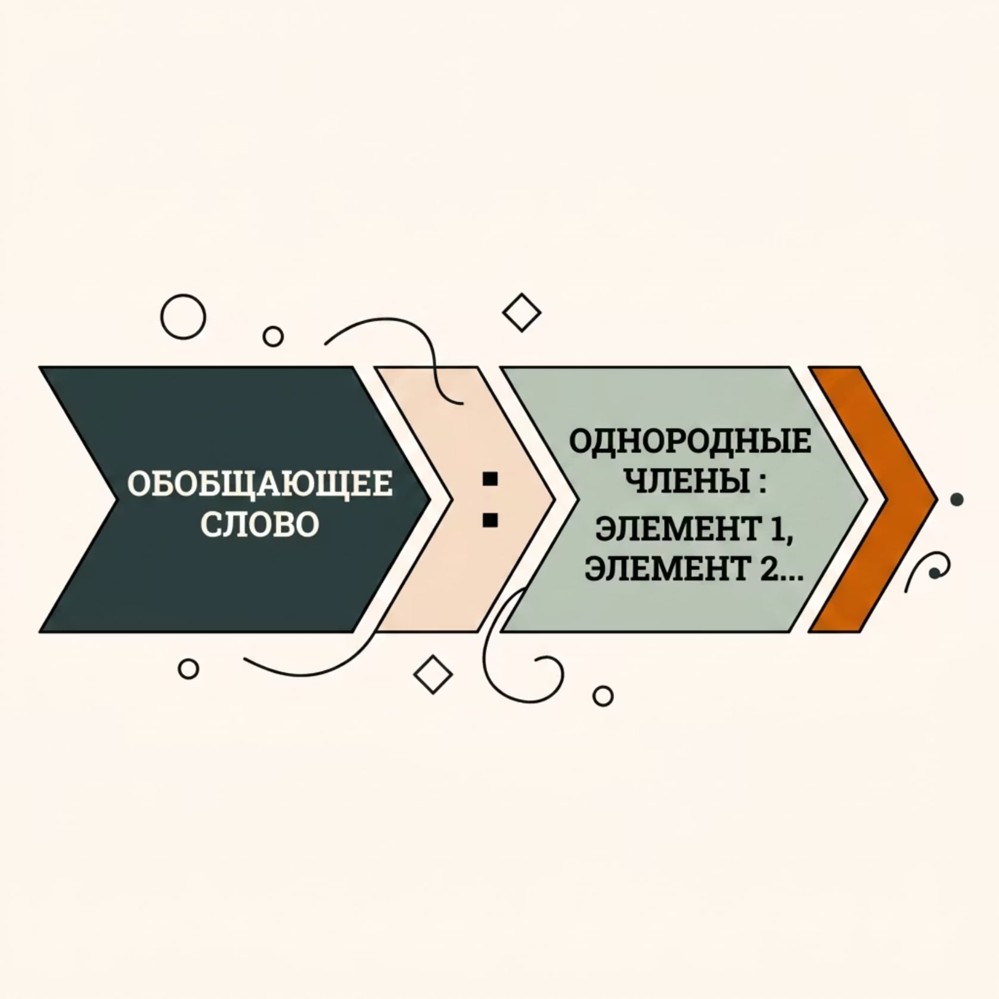 ОБОБЩАЮЩЕЕ
СЛОВО
:
ОДНОРОДНЫЕ
ЧЛЕНЫ :
ЭЛЕМЕНТ 1,
ЭЛЕМЕНТ 2...